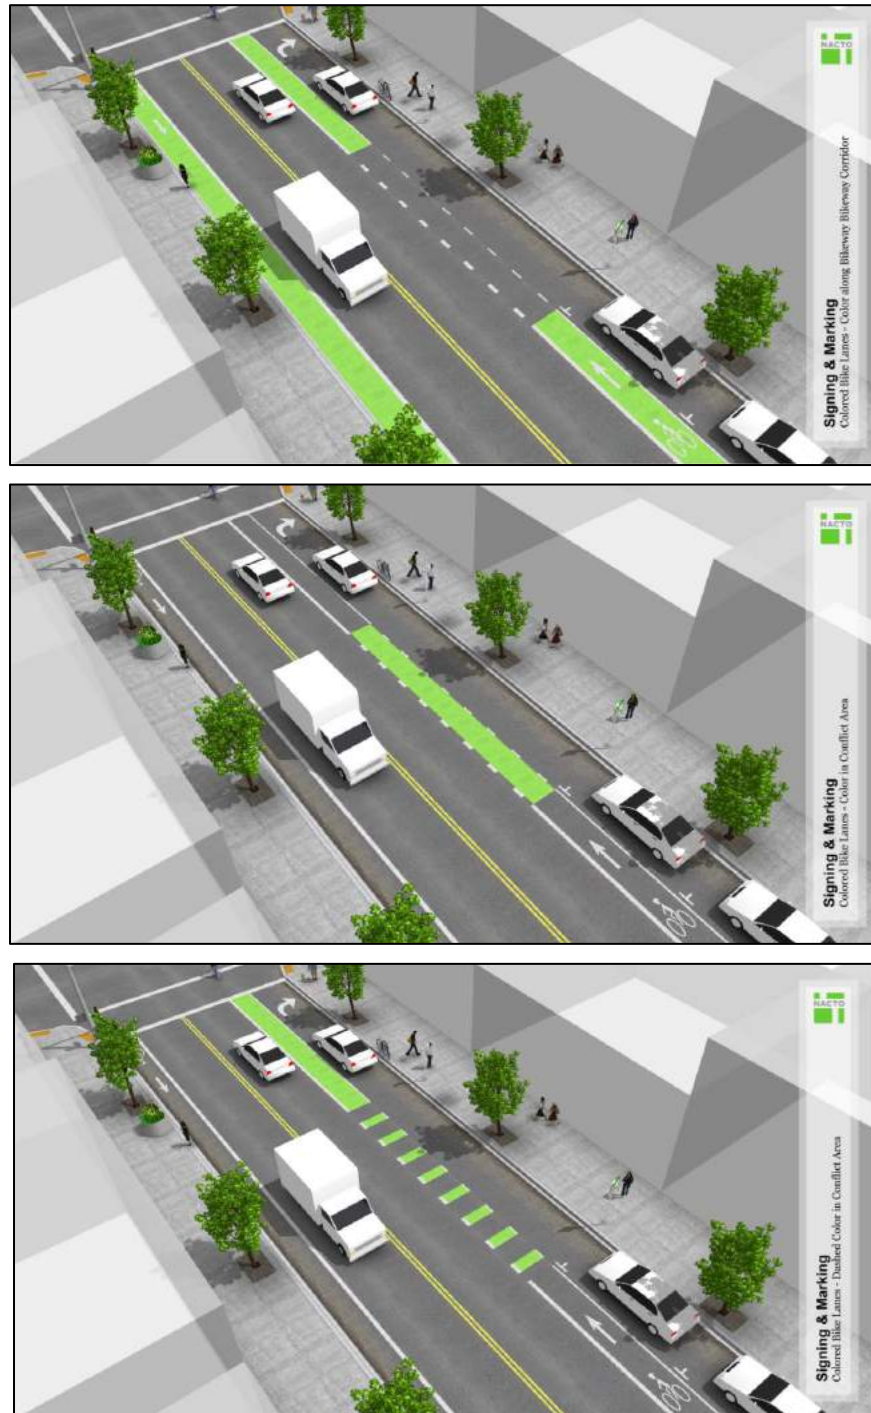 NACTO
Signing & Marking
Colored Bike Lanes - Color along Bikeway Corridor
NACTO
Signing & Marking
Colored Bike Lanes - Color in Conflict Area
NACTO
Signing & Marking
Colored Bike Lanes - Dashed Color in Conflict Area